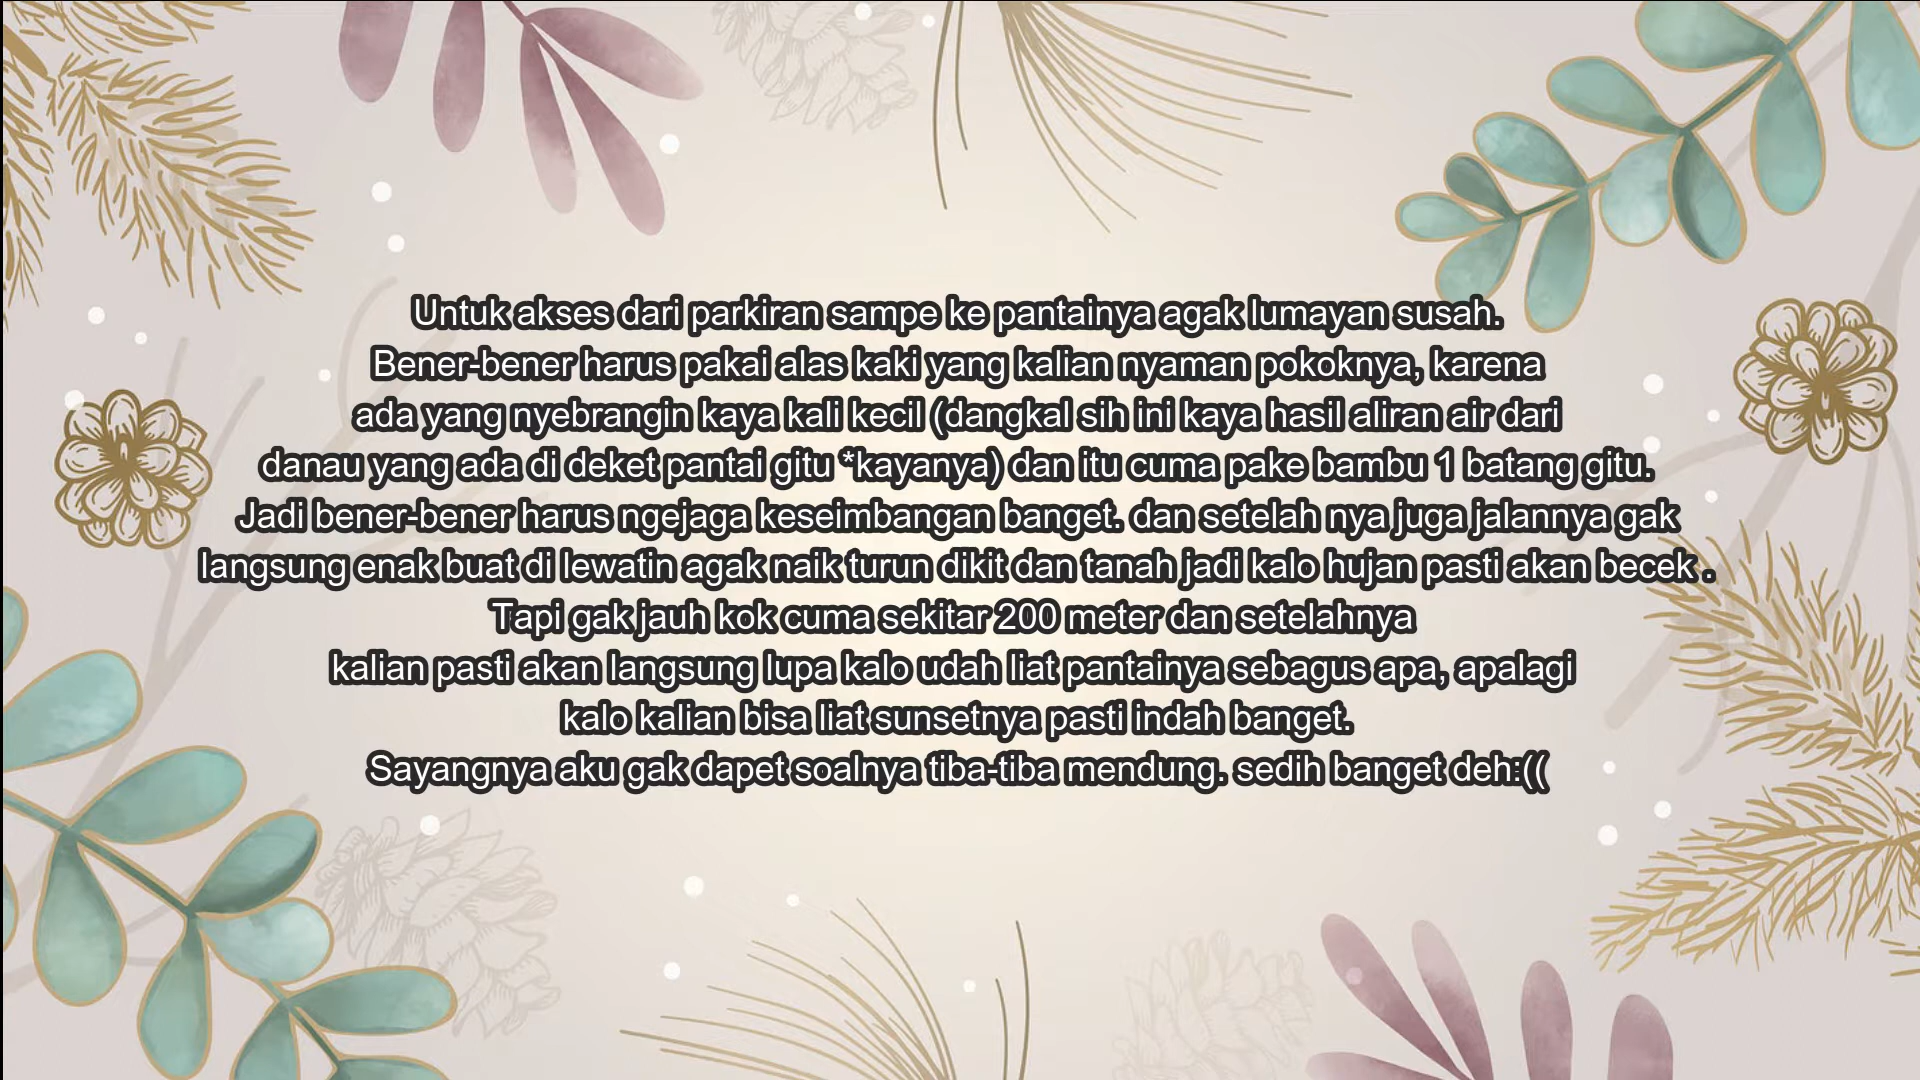 Untuk akses dari parkiran sampe ke pantainya agak lumayan susah.
Bener-bener harus pakai alas kaki yang kalian nyaman pokoknya, karena
ada yang nyebrangin kaya kali kecil (dangkal sih ini kaya hasil aliran air dari
danau yang ada di deket pantai gitu *kayanya) dan itu cuma pake bambu 1 batang gitu.
Jadi bener-bener harus ngejaga keseimbangan banget. dan setelah nya juga jalannya gak
langsung enak buat di lewatin agak naik turun dikit dan tanah jadi kalo hujan pasti akan becek .
Tapi gak jauh kok cuma sekitar 200 meter dan setelahnya
kalian pasti akan langsung lupa kalo udah liat pantainya sebagus apa, apalagi
kalo kalian bisa liat sunsetnya pasti indah banget.
Sayangnya aku gak dapet soalnya tiba-tiba mendung. sedih banget deh:((